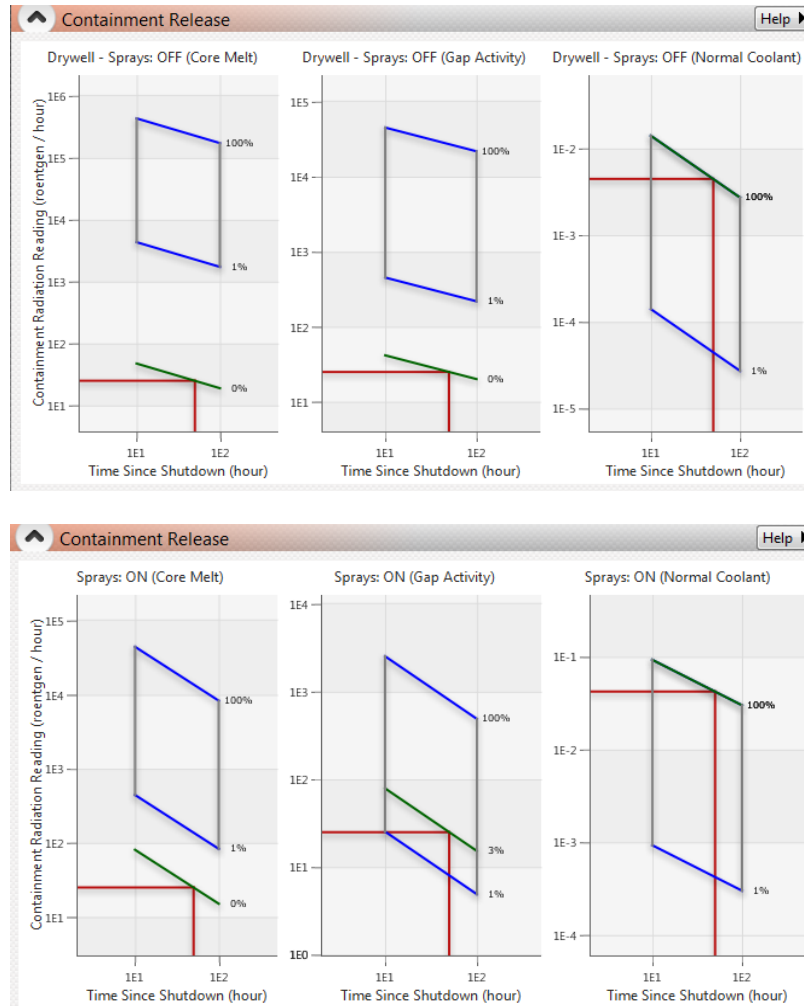 Containment Release
Help
Drywell - Sprays: OFF (Core Melt)
Containment Radiation Reading (roentgen / hour)
1E6
1E5
1E4
1E3
1E2
1E1
100%
1%
0%
1E1 1E2
Time Since Shutdown (hour)
Drywell - Sprays: OFF (Gap Activity)
1E5
1E4
1E3
1E2
1E1
100%
1%
0%
1E1 1E2
Time Since Shutdown (hour)
Drywell - Sprays: OFF (Normal Coolant)
1E-2
1E-3
1E-4
1E-5
100%
1%
1E1 1E2
Time Since Shutdown (hour)
Containment Release
Help
Sprays: ON (Core Melt)
Containment Radiation Reading (roentgen / hour)
1E5
1E4
1E3
1E2
1E1
100%
1%
0%
1E1 1E2
Time Since Shutdown (hour)
Sprays: ON (Gap Activity)
1E4
1E3
1E2
1E1
1E0
100%
3%
1%
1E1 1E2
Time Since Shutdown (hour)
Sprays: ON (Normal Coolant)
1E-1
1E-2
1E-3
1E-4
100%
1%
1E1 1E2
Time Since Shutdown (hour)